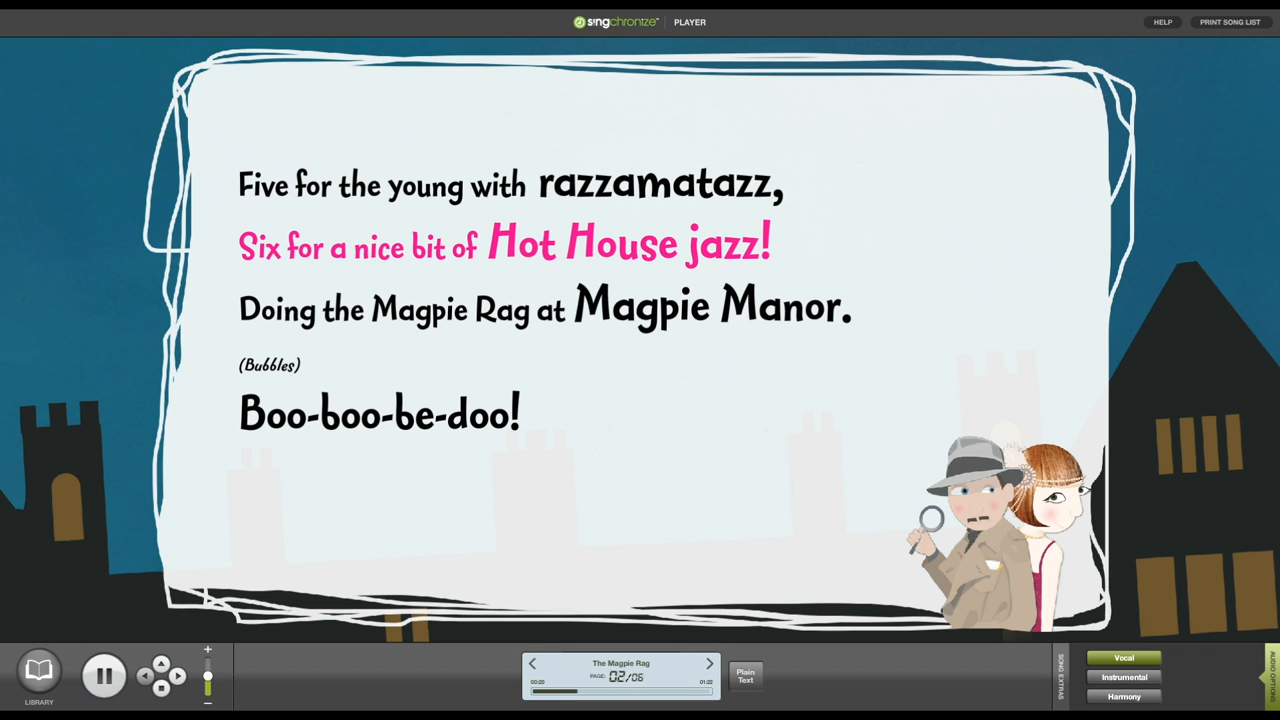 singchronize™ PLAYER
HELP
PRINT SONG LIST
Five for the young with razzamatazz,
Six for a nice bit of Hot House jazz!
Doing the Magpie Rag at Magpie Manor.
(Bubbles)
Boo-boo-be-doo!
LIBRARY
+
−
The Magpie Rag
PAGE: 02/06
00:20
01:22
Plain
Text
SONG EXTRAS
Vocal
Instrumental
Harmony
AUDIO OPTIONS